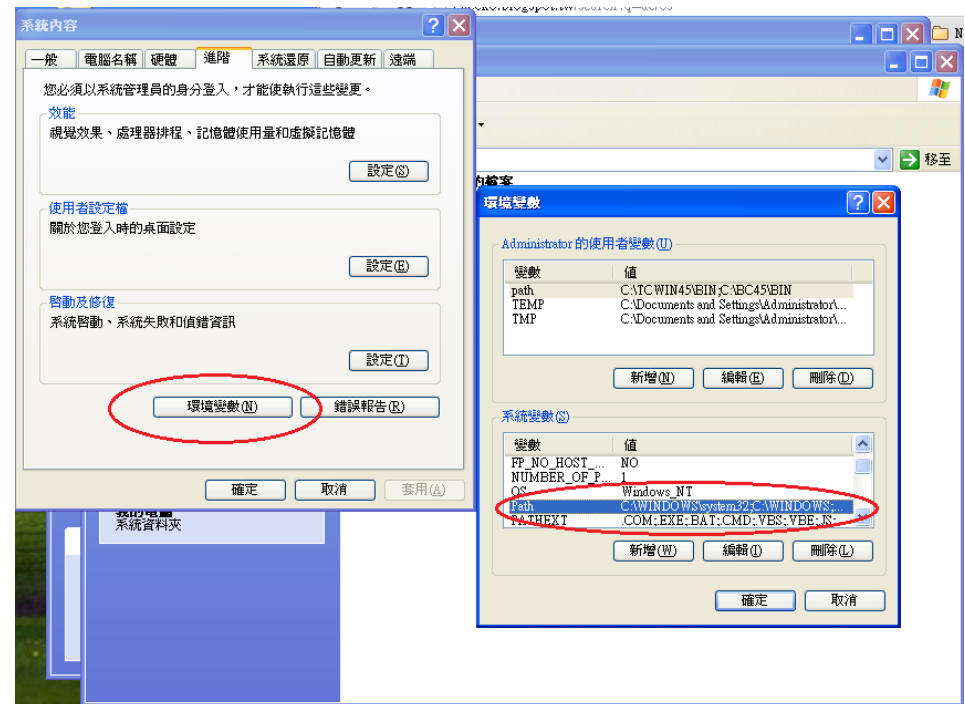 系統內容
一般 電腦名稱 硬體 進階 系統還原 自動更新 遠端
您必須以系統管理員的身分登入，才能使執行這些變更。
效能
視覺效果、處理器排程、記憶體使用量和虛擬記憶體
設定(S)
使用者設定檔
關於您登入時的桌面設定
設定(E)
啟動及修復
系統啟動、系統失敗和偵錯資訊
設定(T)
環境變數(N) 錯誤報告(R)
確定 取消 套用(A)
系統資料夾
N
移至
的檔案
環境變數
Administrator 的使用者變數(U)
變數 值
path C:\TCWIN45\BIN;C:\BC45\BIN
TEMP C:\Documents and Settings\Administrator\...
TMP C:\Documents and Settings\Administrator\...
新增(N) 編輯(E) 刪除(D)
系統變數(S)
變數 值
FP_NO_HOST_... NO
NUMBER_OF_P... 1
OS Windows_NT
Path C:\WINDOWS\system32;C:\WINDOWS;...
PATHEXT .COM;.EXE;.BAT;.CMD;.VBS;.VBE;.JS;...
新增(W) 編輯(I) 刪除(L)
確定 取消